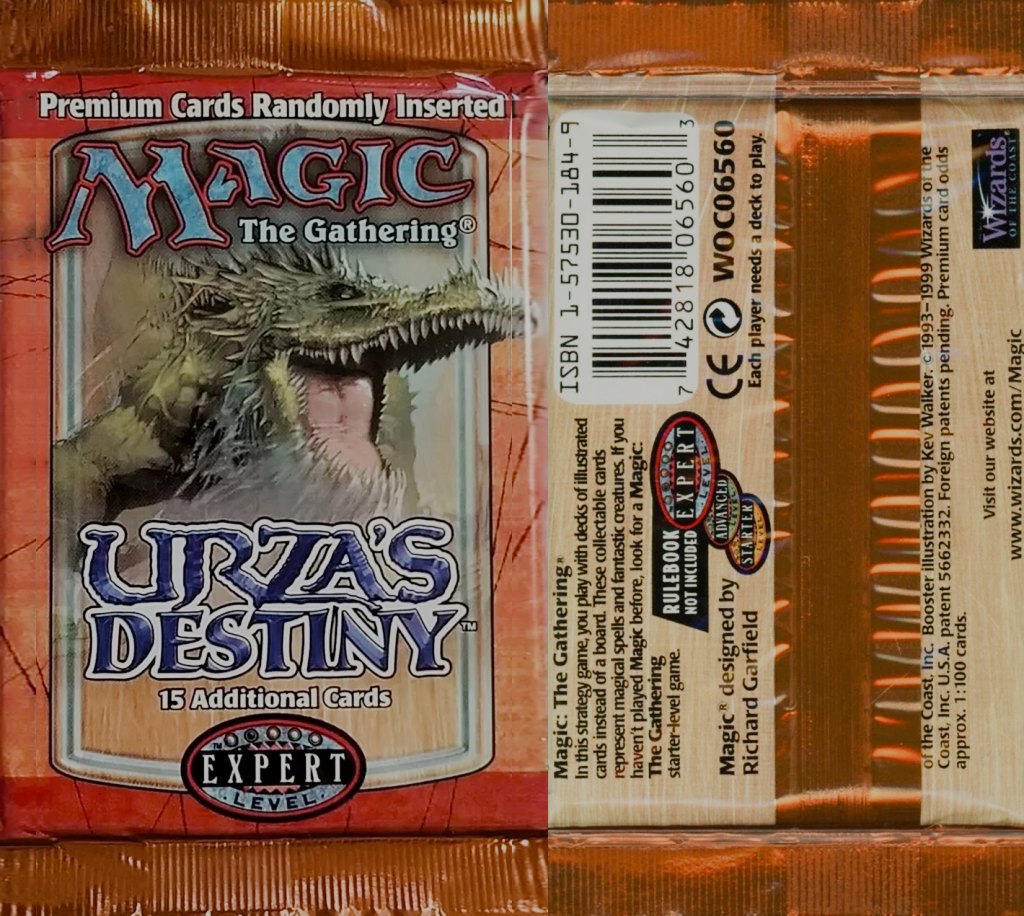 Premium Cards Randomly Inserted
MAGIC
The Gathering®
URZA'S
DESTINY™
15 Additional Cards
™
EXPERT
LEVEL
ISBN 1-57530-184-9
7 42818 06560 3
CE WOC06560
Each player needs a deck to play.
Magic: The Gathering®
In this strategy game, you play with decks of illustrated
cards instead of a board. These collectable cards
represent magical spells and fantastic creatures. If you
haven't played Magic before, look for a Magic:
The Gathering
starter-level game.
RULEBOOK
NOT INCLUDED
EXPERT
LEVEL
ADVANCED
LEVEL
STARTER
LEVEL
Magic® designed by
Richard Garfield
of the Coast, Inc. Booster illustration by Kev Walker. © 1993-1999 Wizards of the
Coast, Inc. U.S.A. patent 5662332. Foreign patents pending. Premium card odds
approx. 1:100 cards.
Wizards
OF THE COAST®
Visit our website at
www.wizards.com/Magic